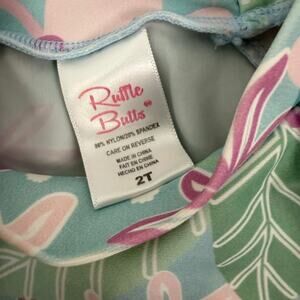 Ruffle
Butts
80% NYLON/20% SPANDEX
CARE ON REVERSE
MADE IN CHINA
FAIT EN CHINE
HECHO EN CHINA
2T